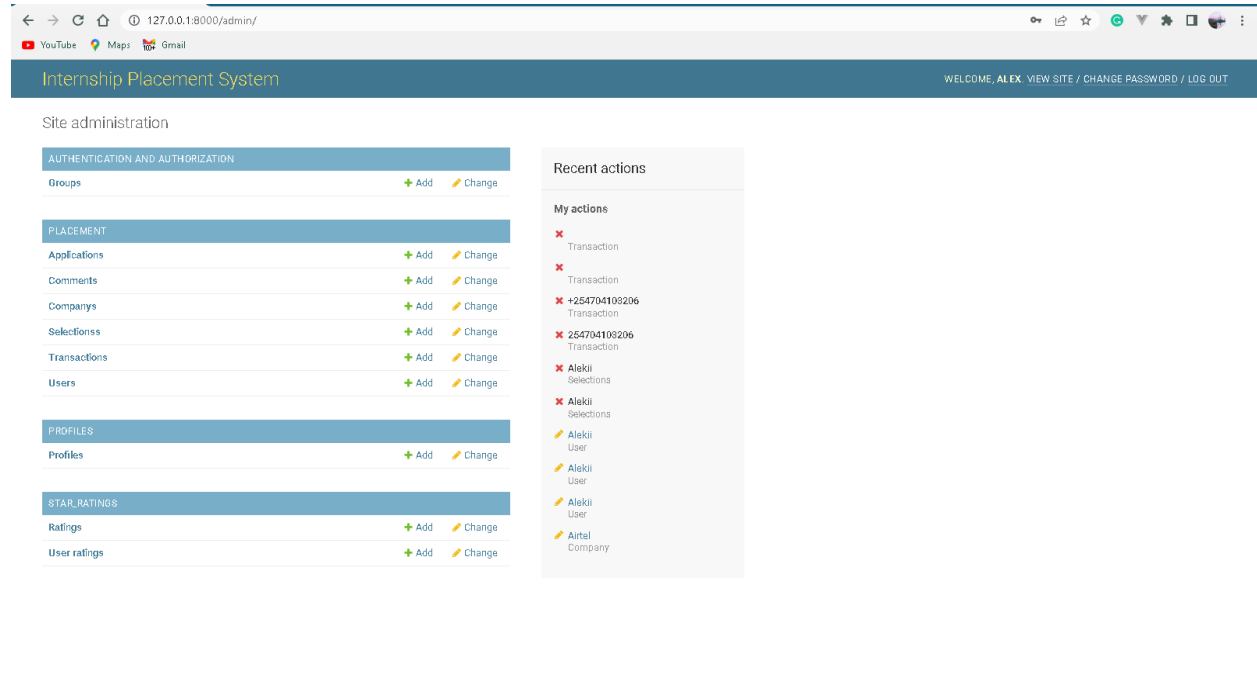 127.0.0.1:8000/admin/
YouTube Maps Gmail
Internship Placement System
WELCOME, ALEX. VIEW SITE / CHANGE PASSWORD / LOG OUT
Site administration
AUTHENTICATION AND AUTHORIZATION
Groups Add Change
PLACEMENT
Applications Add Change
Comments Add Change
Companys Add Change
Selectionss Add Change
Transactions Add Change
Users Add Change
PROFILES
Profiles Add Change
STAR_RATINGS
Ratings Add Change
User ratings Add Change
Recent actions
My actions
Transaction
Transaction
+254704103206
Transaction
254704103206
Transaction
Alekii
Selections
Alekii
Selections
Alekii
User
Alekii
User
Alekii
User
Airtel
Company